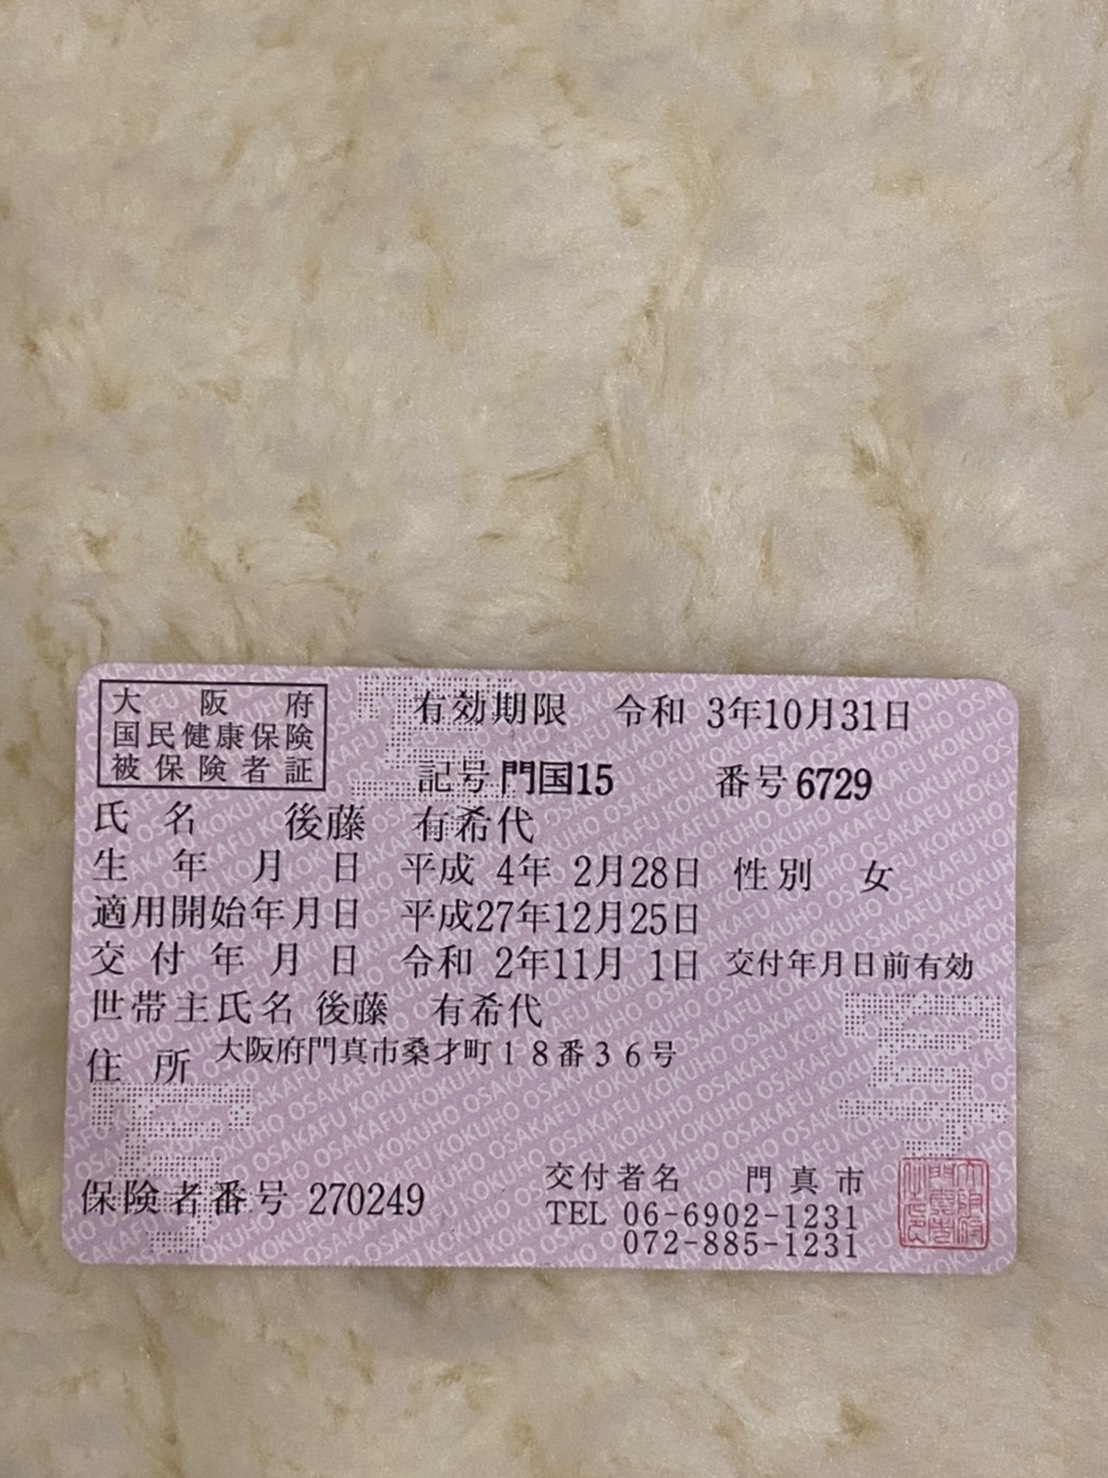 大阪府
国民健康保険
被保険者証
有効期限 令和 3年10月31日
記号 門国15 番号 6729
氏名 後藤 有希代
生年月日 平成 4年 2月28日 性別 女
適用開始年月日 平成27年12月25日
交付年月日 令和 2年11月 1日 交付年月日前有効
世帯主氏名 後藤 有希代
住所 大阪府門真市桑才町18番36号
保険者番号 270249
交付者名 門真市
TEL 06-6902-1231
072-885-1231